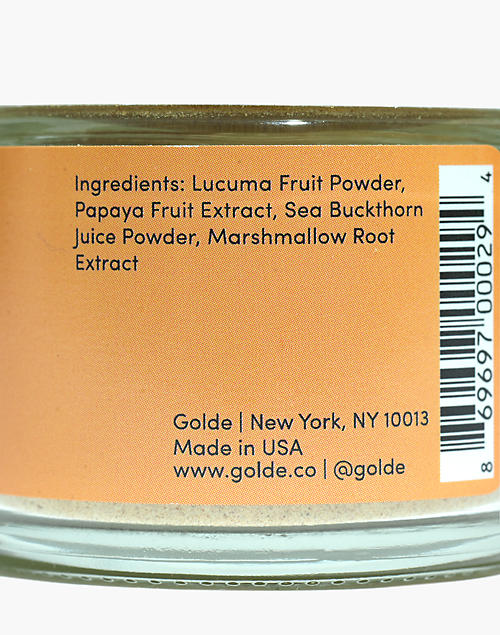 Ingredients: Lucuma Fruit Powder,
Papaya Fruit Extract, Sea Buckthorn
Juice Powder, Marshmallow Root
Extract
Golde | New York, NY 10013
Made in USA
www.golde.co | @golde
8 69697 00029 4